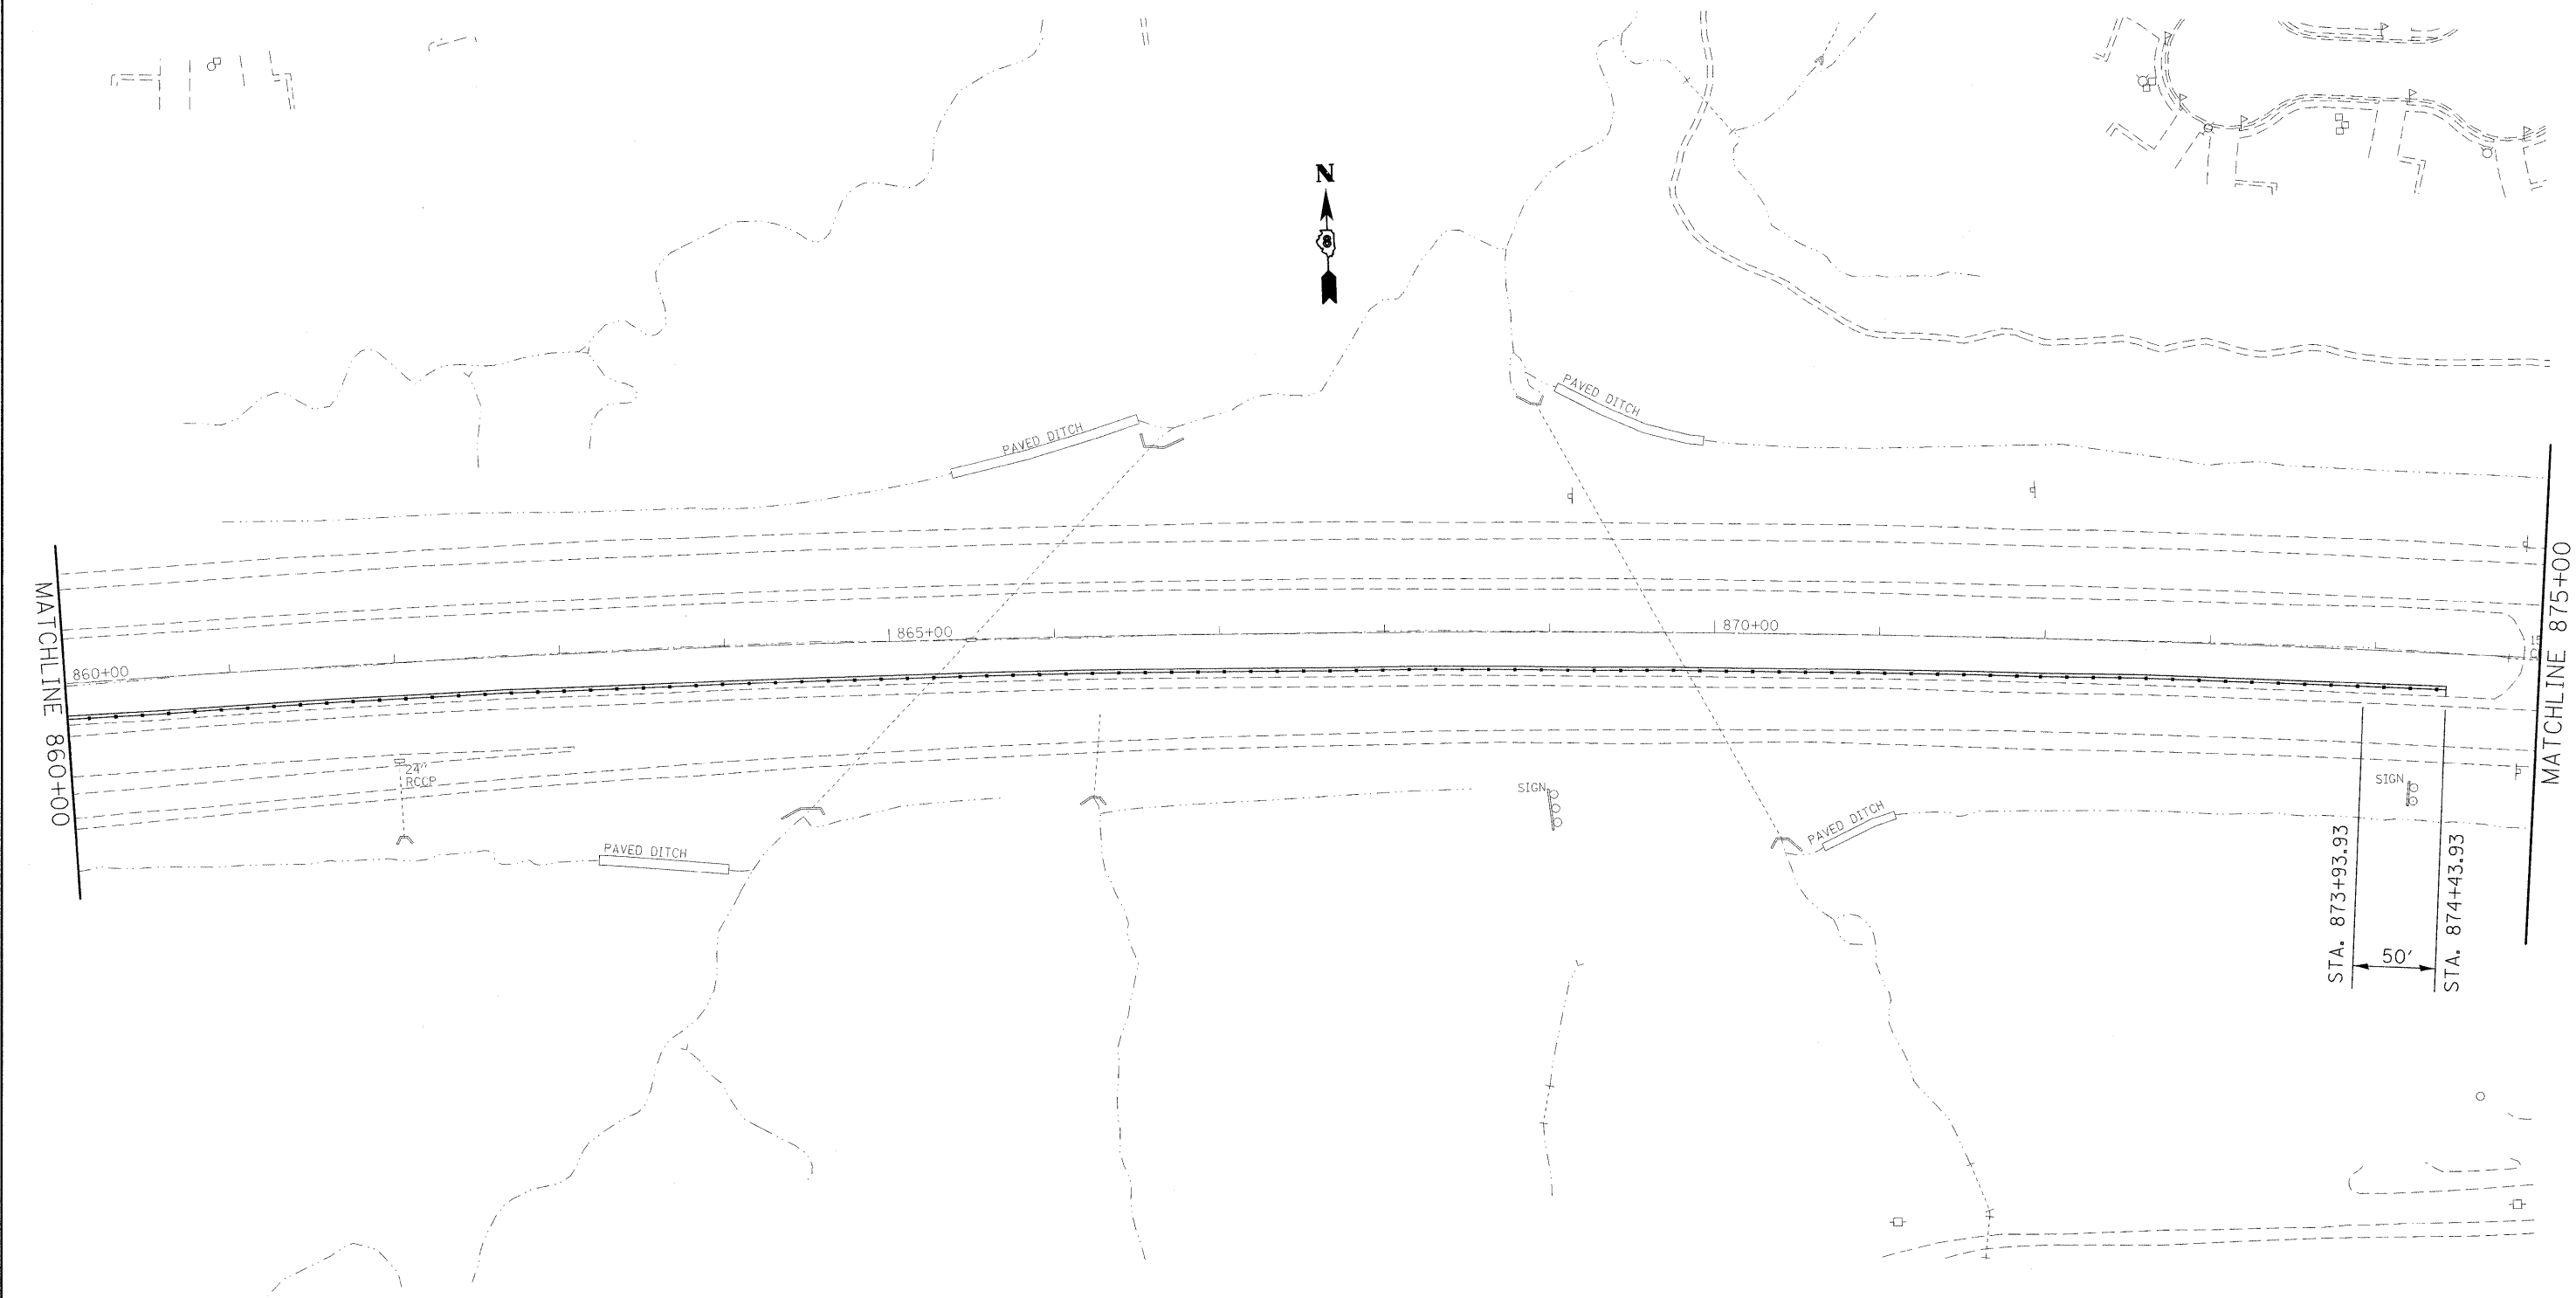 N
8
PAVED DITCH
PAVED DITCH
MATCHLINE 860+00
860+00
865+00
870+00
MATCHLINE 875+00
24"
RCCP
PAVED DITCH
SIGN
PAVED DITCH
SIGN
STA. 873+93.93
50'
STA. 874+43.93